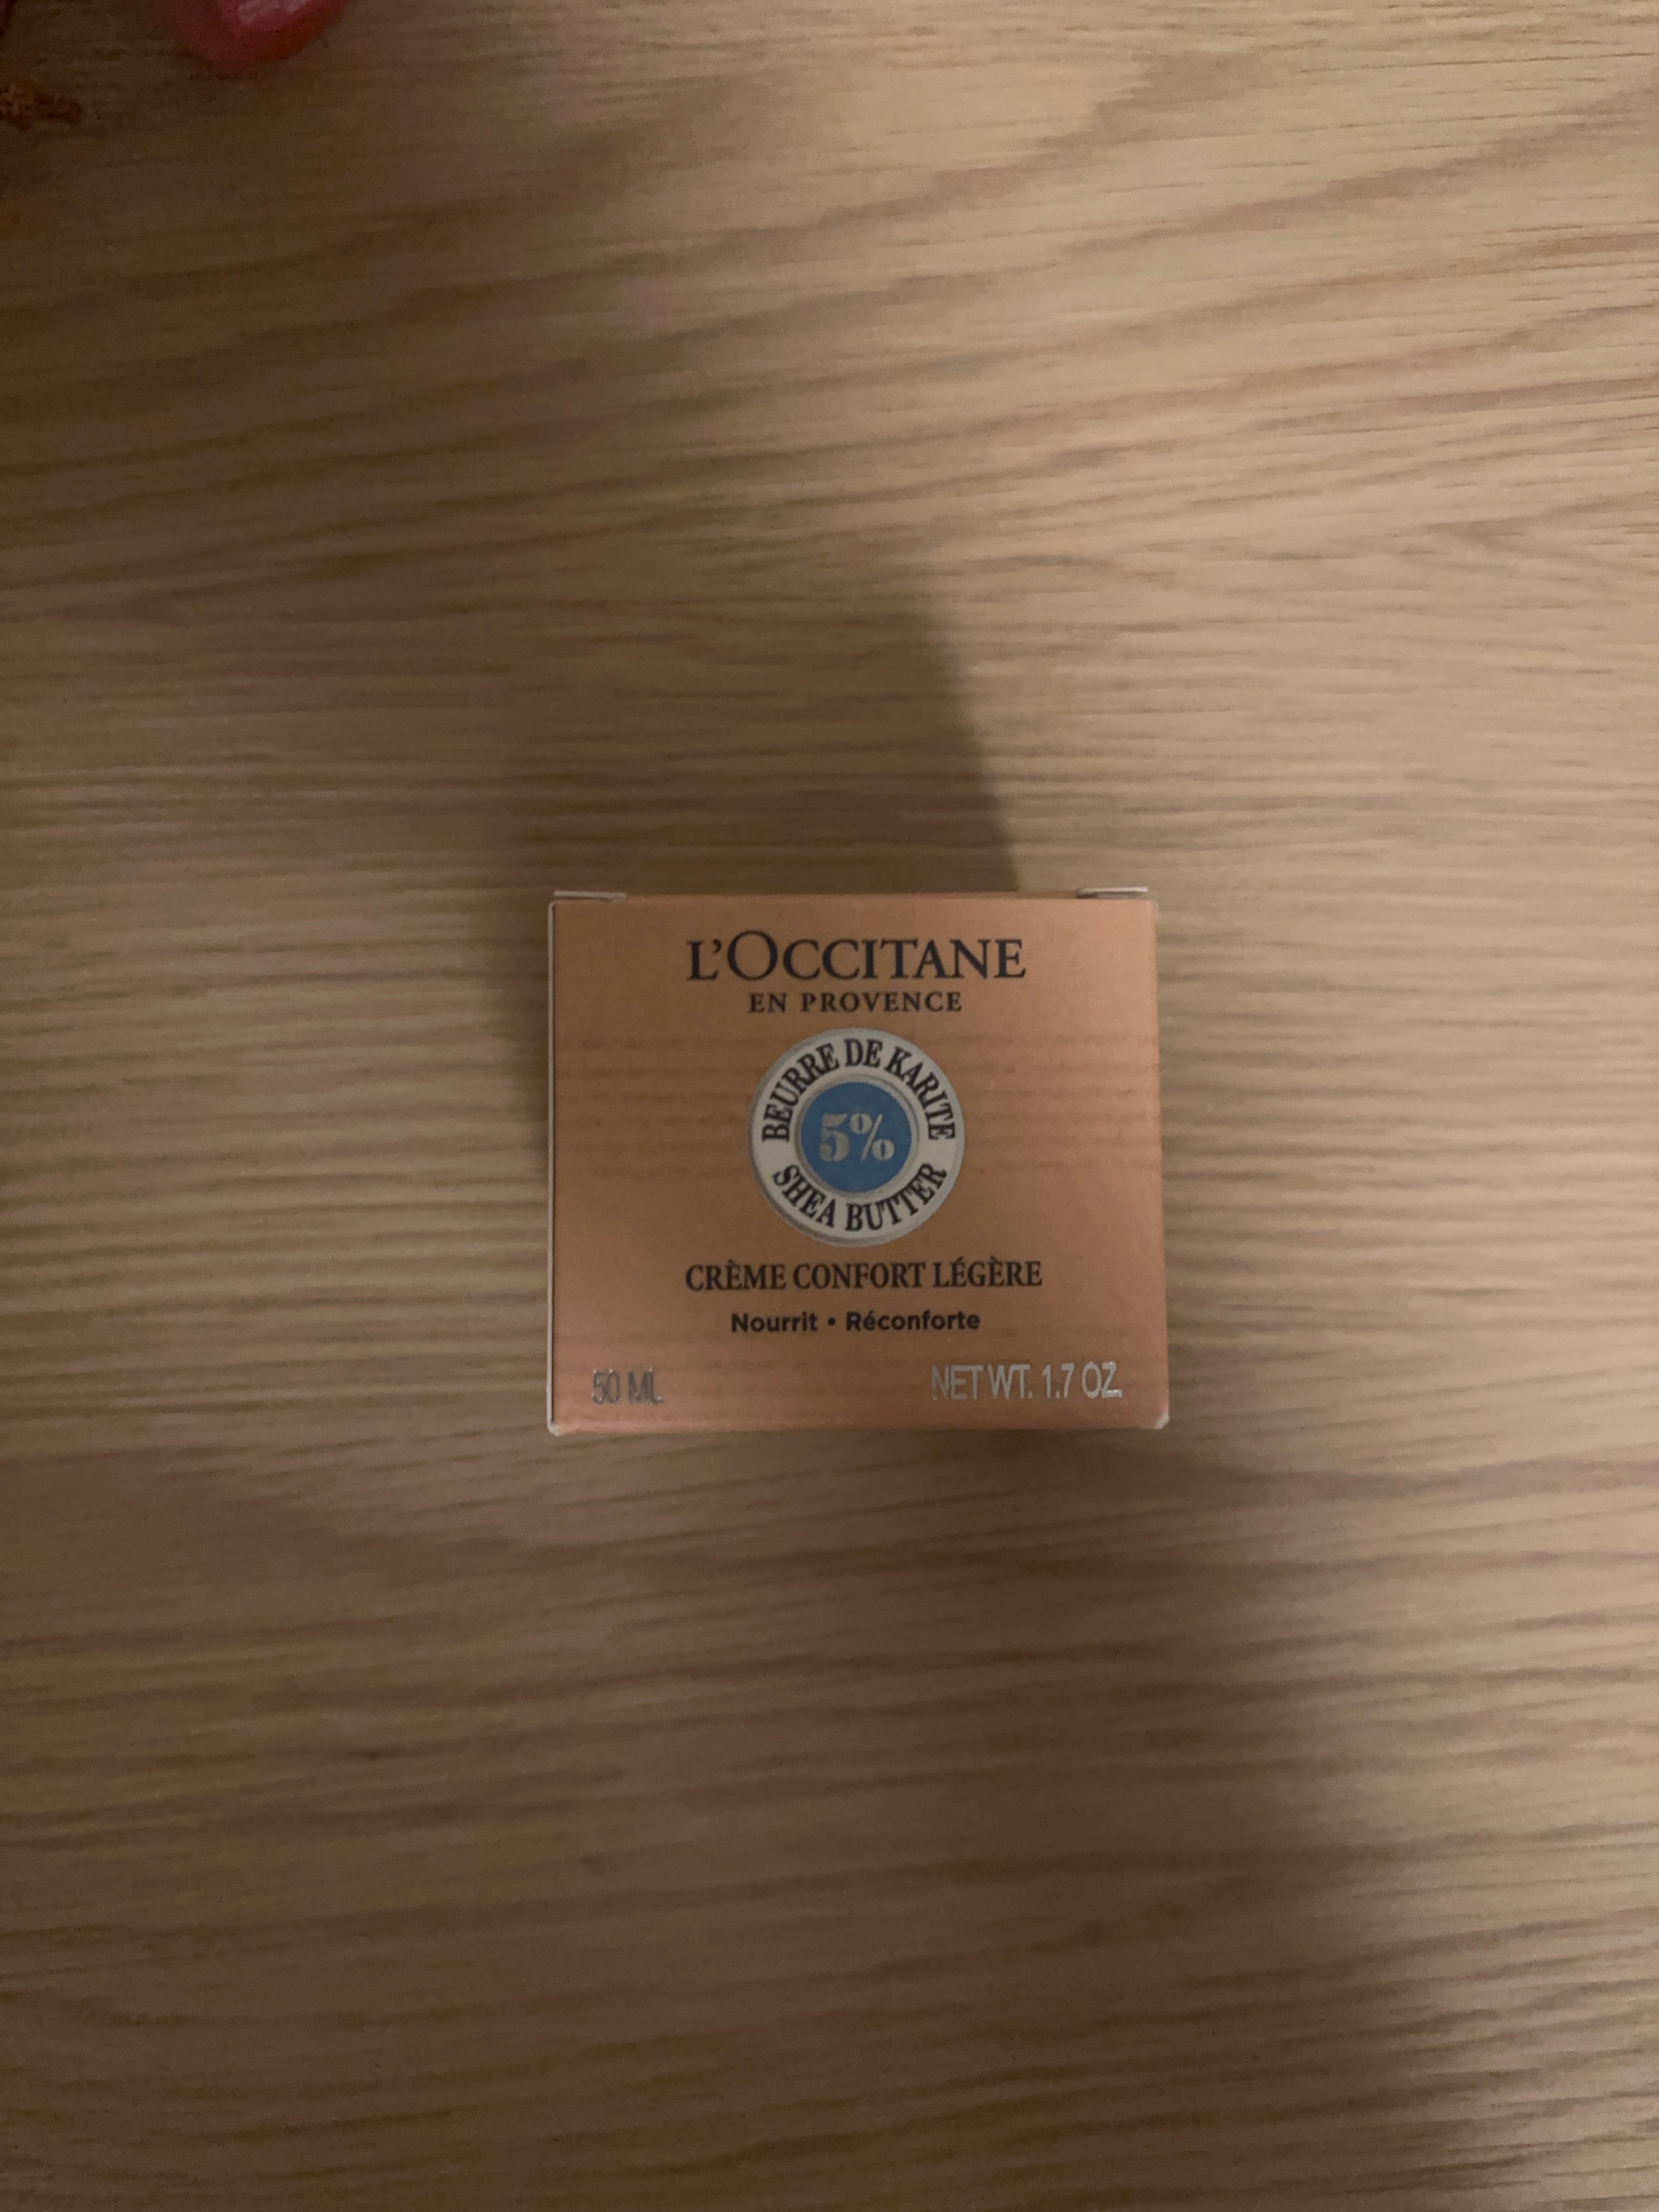 L'OCCITANE
EN PROVENCE
BEURRE DE KARITE
5%
SHEA BUTTER
CRÈME CONFORT LÉGÈRE
Nourrit • Réconforte
50 ML NET WT. 1.7 OZ.